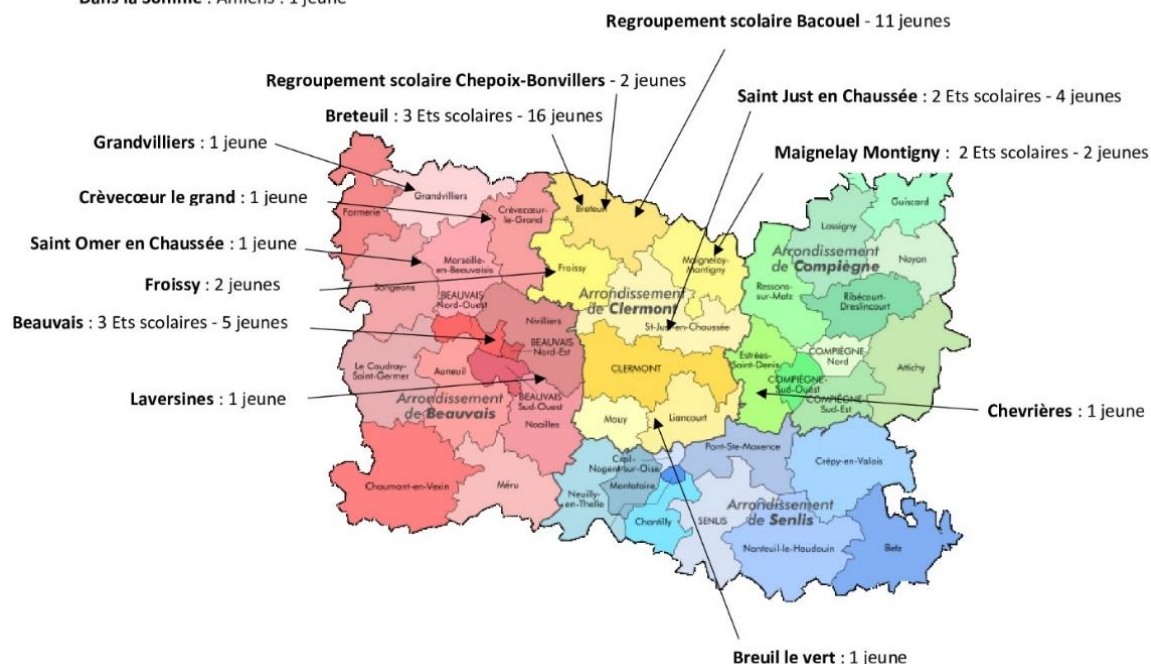 Dans la Somme : Amiens : 1 jeune
Regroupement scolaire Bacouel - 11 jeunes
Regroupement scolaire Chepoix-Bonvillers - 2 jeunes
Saint Just en Chaussée : 2 Ets scolaires - 4 jeunes
Breteuil : 3 Ets scolaires - 16 jeunes
Grandvilliers : 1 jeune
Maignelay Montigny : 2 Ets scolaires - 2 jeunes
Crèvecœur le grand : 1 jeune
Saint Omer en Chaussée : 1 jeune
Froissy : 2 jeunes
Beauvais : 3 Ets scolaires - 5 jeunes
Laversines : 1 jeune
Chevrières : 1 jeune
Breuil le vert : 1 jeune
Grandvilliers
Formerie
Crèvecœur-
le-Grand
Marseille-
en-Beauvaisis
Songeons
BEAUVAIS
Nord-Ouest
Nivilliers
BEAUVAIS
Nord-Est
Le Coudray-
Saint-Germer
Auneuil
Arrondissement
de Beauvais
BEAUVAIS
Sud-Ouest
Noailles
Chaumont-en-Vexin
Méru
Breteuil
Froissy
Maignelay-
Montigny
Arrondissement
de Clermont
St-Just-en-Chaussée
CLERMONT
Mouy
Liancourt
Guiscard
Lassigny
Noyon
Arrondissement
de Compiègne
Ressons-
sur-Matz
Ribécourt-
Dreslincourt
Estrées-
Saint-Denis
COMPIÈGNE
Nord
COMPIÈGNE-
Sud-Ouest
COMPIÈGNE
Sud-Est
Attichy
Creil-
Nogent-sur-Oise
Montataire
Neuilly-
en-Thelle
Chantilly
Pont-Ste-Maxence
Crépy-en-Valois
SENLIS
Arrondissement
de Senlis
Nanteuil-le-Haudouin
Betz